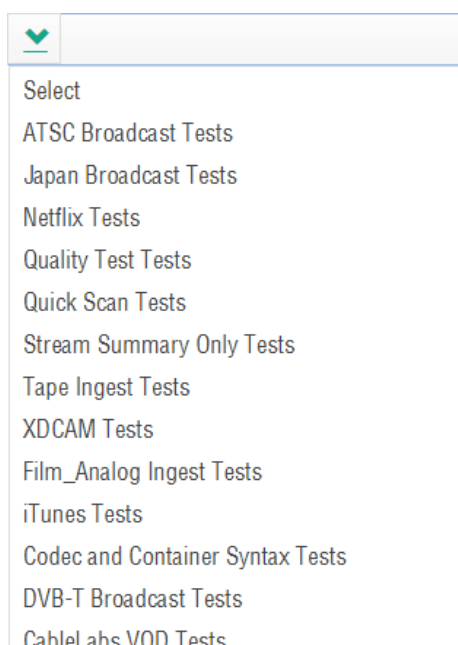 Select
ATSC Broadcast Tests
Japan Broadcast Tests
Netflix Tests
Quality Test Tests
Quick Scan Tests
Stream Summary Only Tests
Tape Ingest Tests
XDCAM Tests
Film_Analog Ingest Tests
iTunes Tests
Codec and Container Syntax Tests
DVB-T Broadcast Tests
CableLabs VOD Tests